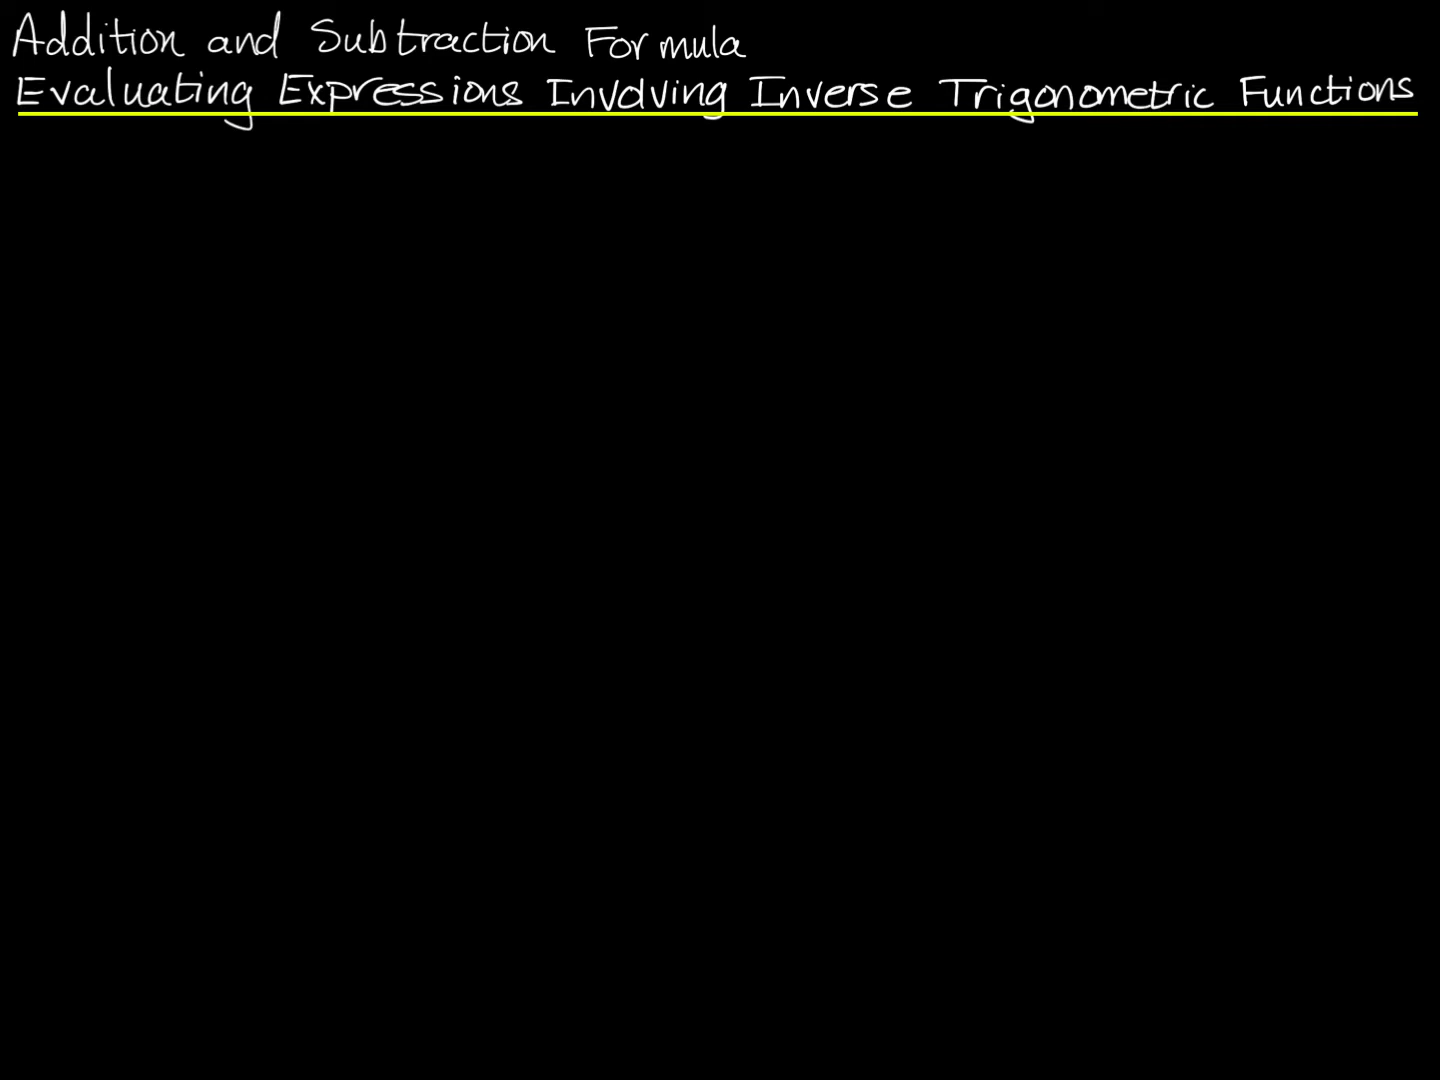 Addition and Subtraction Formula
Evaluating Expressions Involving Inverse Trigonometric Functions